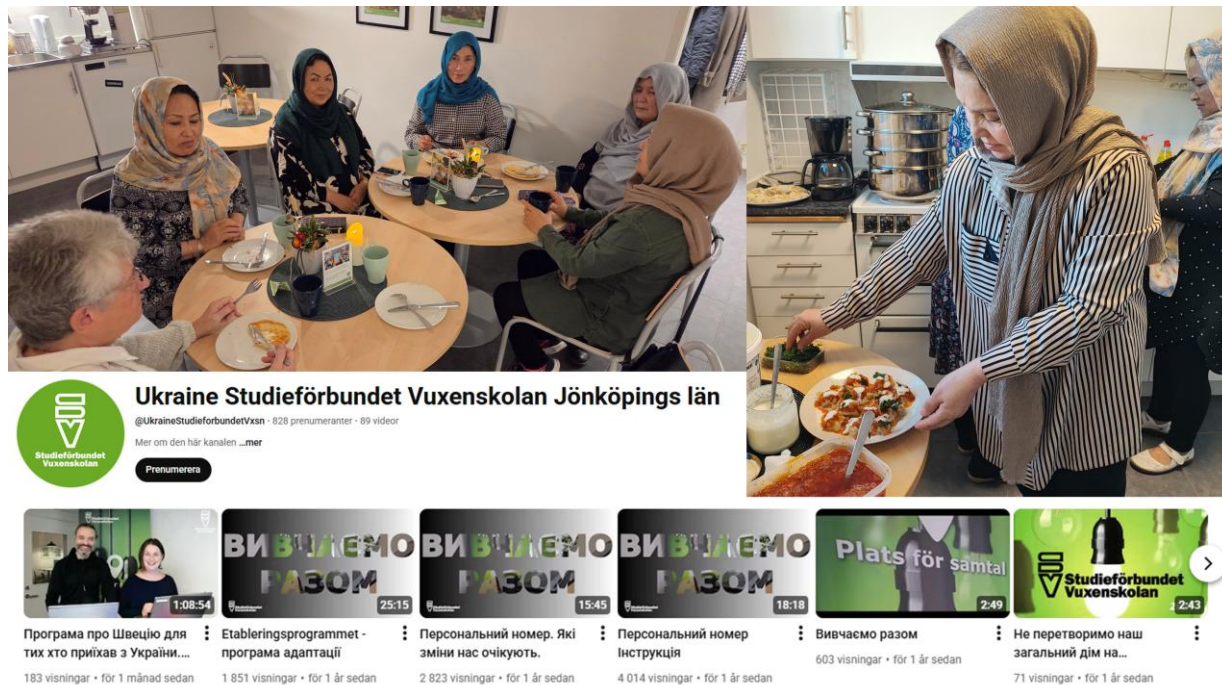 Ukraine Studieförbundet Vuxenskolan Jönköpings län
@UkraineStudieforbundetVxsn · 828 prenumeranter · 89 videor
Mer om den här kanalen ...mer
Prenumerera
Studieförbundet
Vuxenskolan
1:08:54
Програма про Швецію для
тих хто приїхав з України....
183 visningar • för 1 månad sedan
ВИВЧАЄМО
РАЗОМ
25:15
Etableringsprogrammet -
програма адаптації
1 851 visningar • för 1 år sedan
ВИВЧАЄМО
РАЗОМ
15:45
Персональний номер. Які
зміни нас очікують.
2 823 visningar • för 1 år sedan
ВИВЧАЄМО
РАЗОМ
18:18
Персональний номер
Інструкція
4 014 visningar • för 1 år sedan
Plats för samtal
2:49
Вивчаємо разом
603 visningar • för 1 år sedan
Studieförbundet
Vuxenskolan
2:43
Не перетворимо наш
загальний дім на...
71 visningar • för 1 år sedan